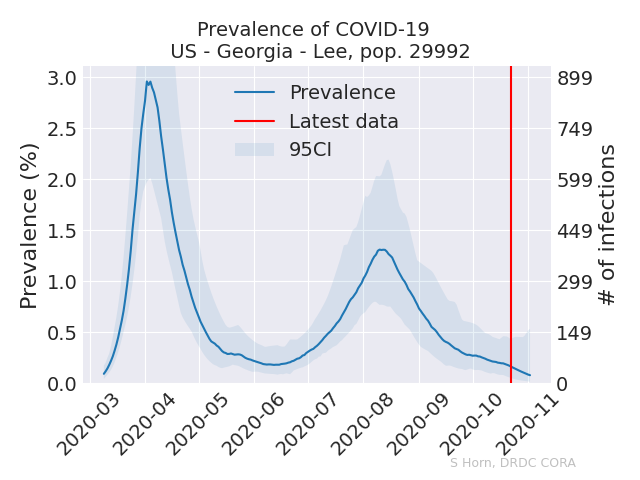 Prevalence of COVID-19
US - Georgia - Lee, pop. 29992
Prevalence (%)
3.0
2.5
2.0
1.5
1.0
0.5
0.0
Prevalence
Latest data
95CI
899
749
599
449
299
149
0
# of infections
2020-03
2020-04
2020-05
2020-06
2020-07
2020-08
2020-09
2020-10
2020-11
S Horn, DRDC CORA